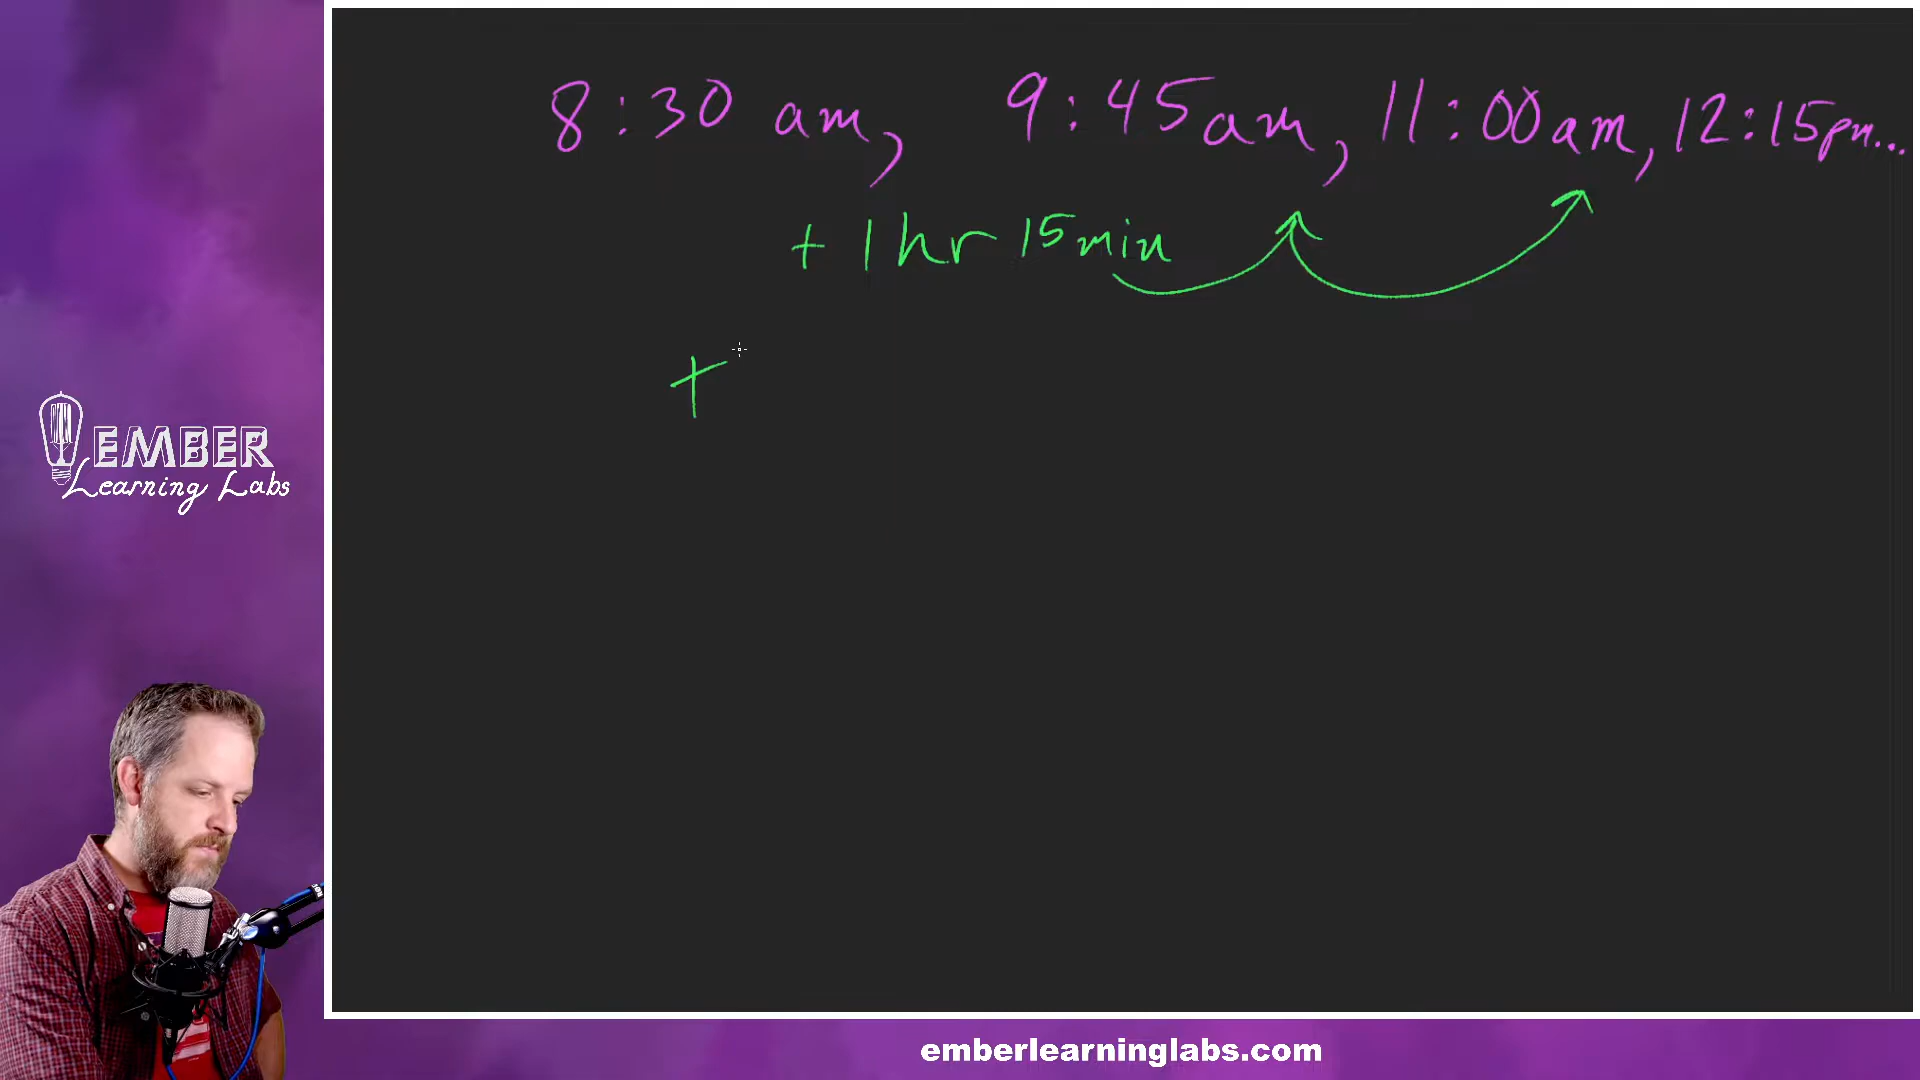 8:30 am, 9:45am, 11:00am, 12:15pm...
+ 1hr 15min
+
EMBER
Learning Labs
emberlearninglabs.com